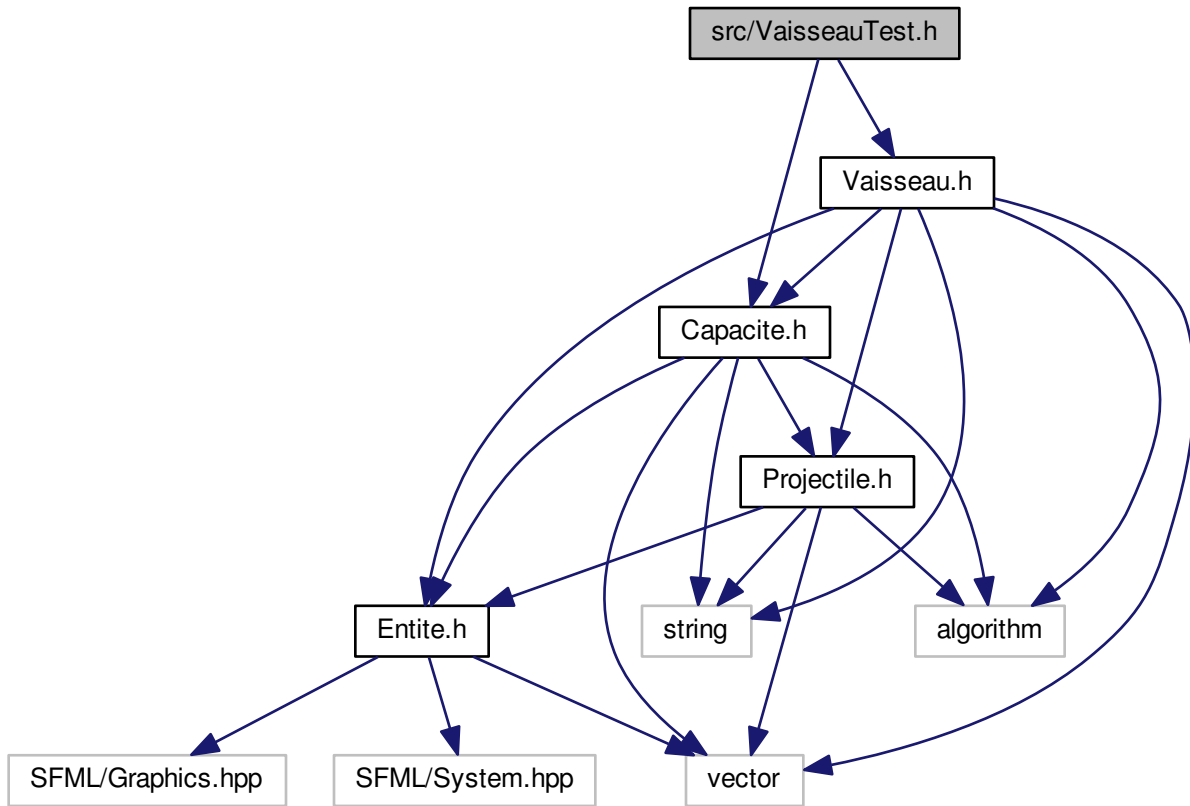 src/VaisseauTest.h
Vaisseau.h
Capacite.h
Projectile.h
Entite.h
string
algorithm
SFML/Graphics.hpp
SFML/System.hpp
vector